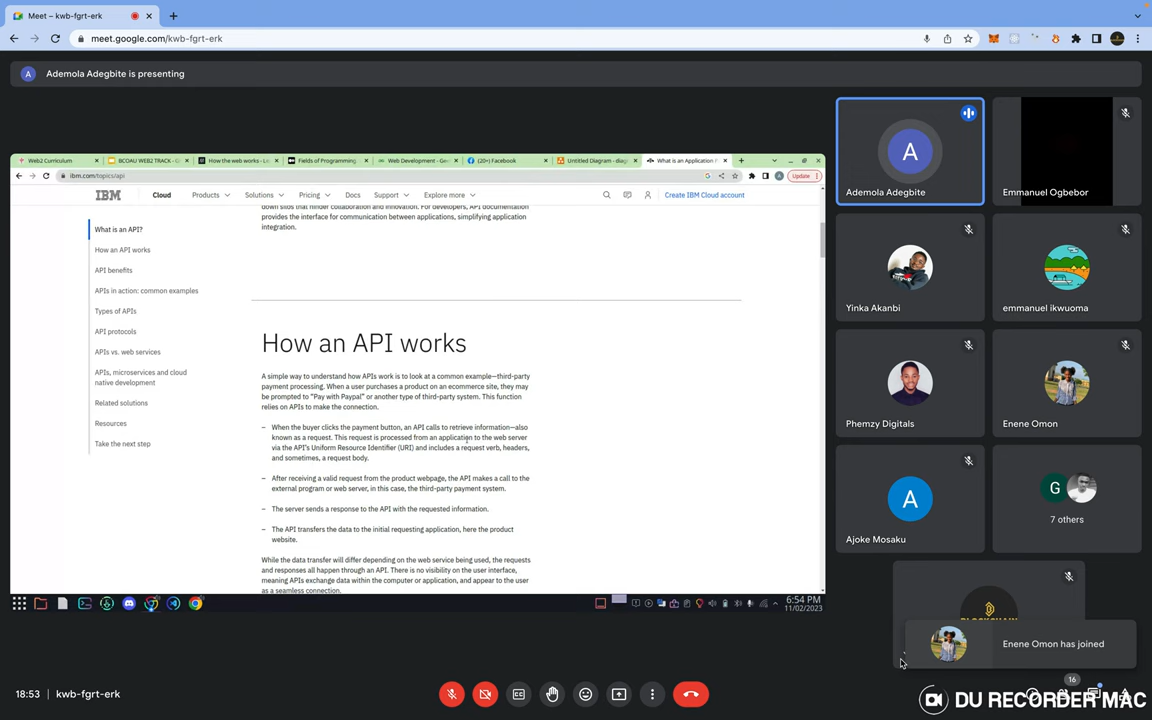 Meet – kwb-fgrt-erk
meet.google.com/kwb-fgrt-erk
A
Ademola Adegbite is presenting
Web2 Curriculum
BCOAU WEB2 TRACK - G
How the web works - Le
Fields of Programming
Web Development - Ge
(20+) Facebook
Untitled Diagram - diag
What is an Application P
ibm.com/topics/api
Update
IBM
Cloud
Products
Solutions
Pricing
Docs
Support
Explore more
Create IBM Cloud account
What is an API?
How an API works
API benefits
APIs in action: common examples
Types of APIs
API protocols
APIs vs. web services
APIs, microservices and cloud
native development
Related solutions
Resources
Take the next step
down silos that hinder collaboration and innovation. For developers, API documentation
provides the interface for communication between applications, simplifying application
integration.
How an API works
A simple way to understand how APIs work is to look at a common example—third-party
payment processing. When a user purchases a product on an ecommerce site, they may
be prompted to “Pay with Paypal” or another type of third-party system. This function
relies on APIs to make the connection.
– When the buyer clicks the payment button, an API calls to retrieve information—also
known as a request. This request is processed from an application to the web server
via the API’s Uniform Resource Identifier (URI) and includes a request verb, headers,
and sometimes, a request body.
– After receiving a valid request from the product webpage, the API makes a call to the
external program or web server, in this case, the third-party payment system.
– The server sends a response to the API with the requested information.
– The API transfers the data to the initial requesting application, here the product
website.
While the data transfer will differ depending on the web service being used, the requests
and responses all happen through an API. There is no visibility on the user interface,
meaning APIs exchange data within the computer or application, and appear to the user
as a seamless connection.
6:54 PM
11/02/2023
A
Ademola Adegbite
Emmanuel Ogbebor
Yinka Akanbi
emmanuel ikwuoma
Phemzy Digitals
Enene Omon
A
Ajoke Mosaku
G
7 others
BLOCKCHAIN
Enene Omon has joined
18:53
kwb-fgrt-erk
16
DU RECORDER MAC